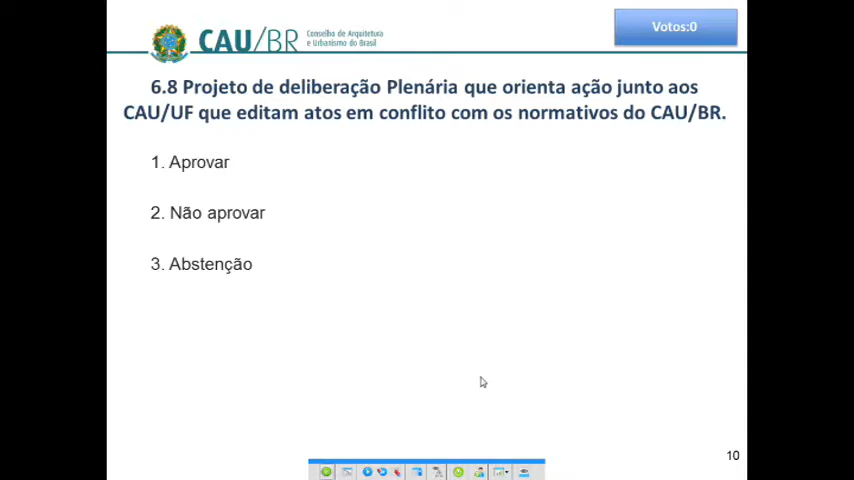 CAU/BR
Conselho de Arquitetura
e Urbanismo do Brasil
Votos:0
6.8 Projeto de deliberação Plenária que orienta ação junto aos
CAU/UF que editam atos em conflito com os normativos do CAU/BR.
1. Aprovar
2. Não aprovar
3. Abstenção
10